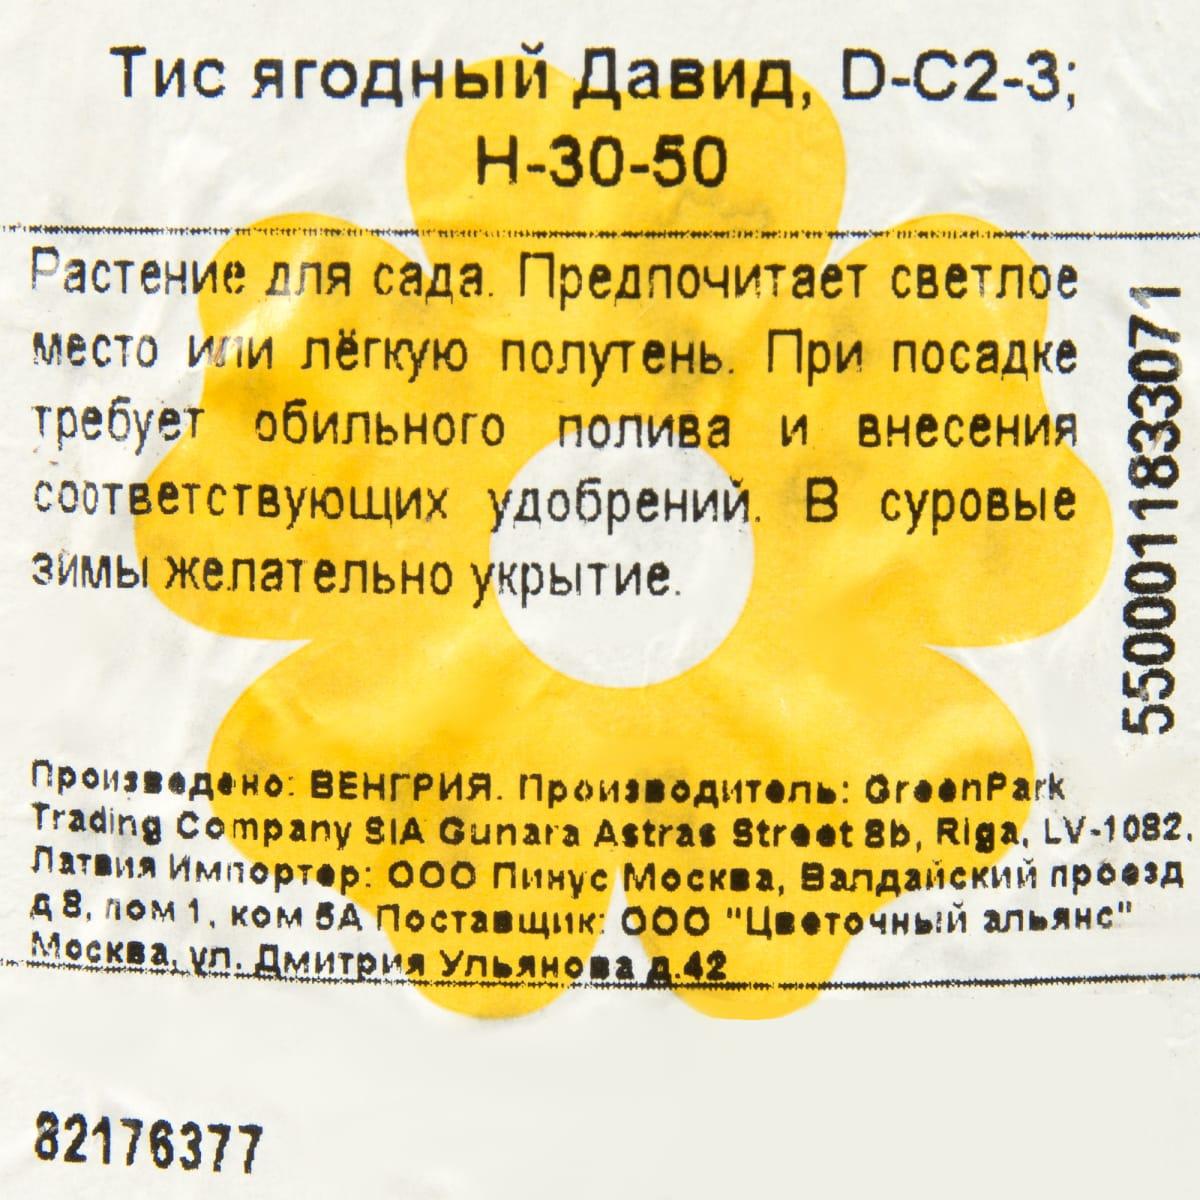 Тис ягодный Давид, D-C2-3;
H-30-50
Растение для сада. Предпочитает светлое
место или лёгкую полутень. При посадке
требует обильного полива и внесения
соответствующих удобрений. В суровые
зимы желательно укрытие.
5500011833071
Произведено: ВЕНГРИЯ. Производитель: GreenPark
Trading Company SIA Gunara Astras Street 8b, Riga, LV-1082,
Латвия Импортер: ООО Пинус Москва, Валдайский проезд
д 8, пом 1, ком 5А Поставщик: ООО "Цветочный альянс"
Москва, ул. Дмитрия Ульянова д.42
82176377